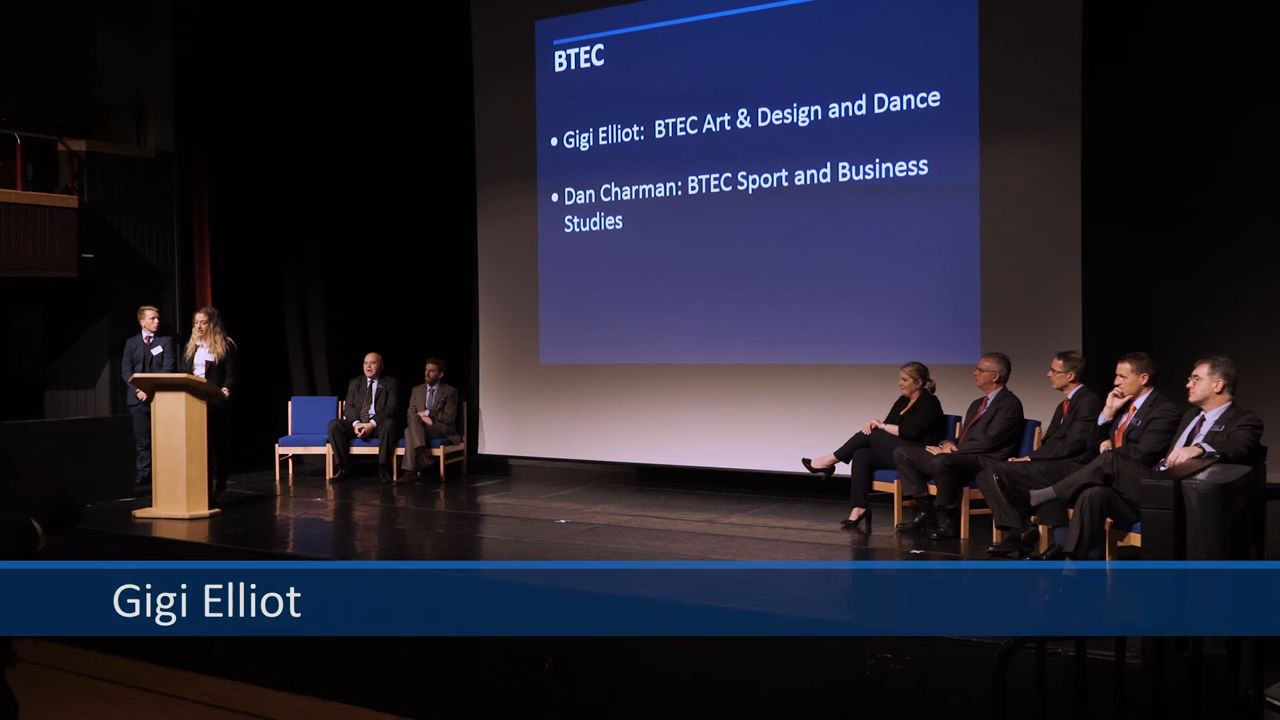 BTEC
• Gigi Elliot: BTEC Art & Design and Dance
• Dan Charman: BTEC Sport and Business
Studies
Gigi Elliot